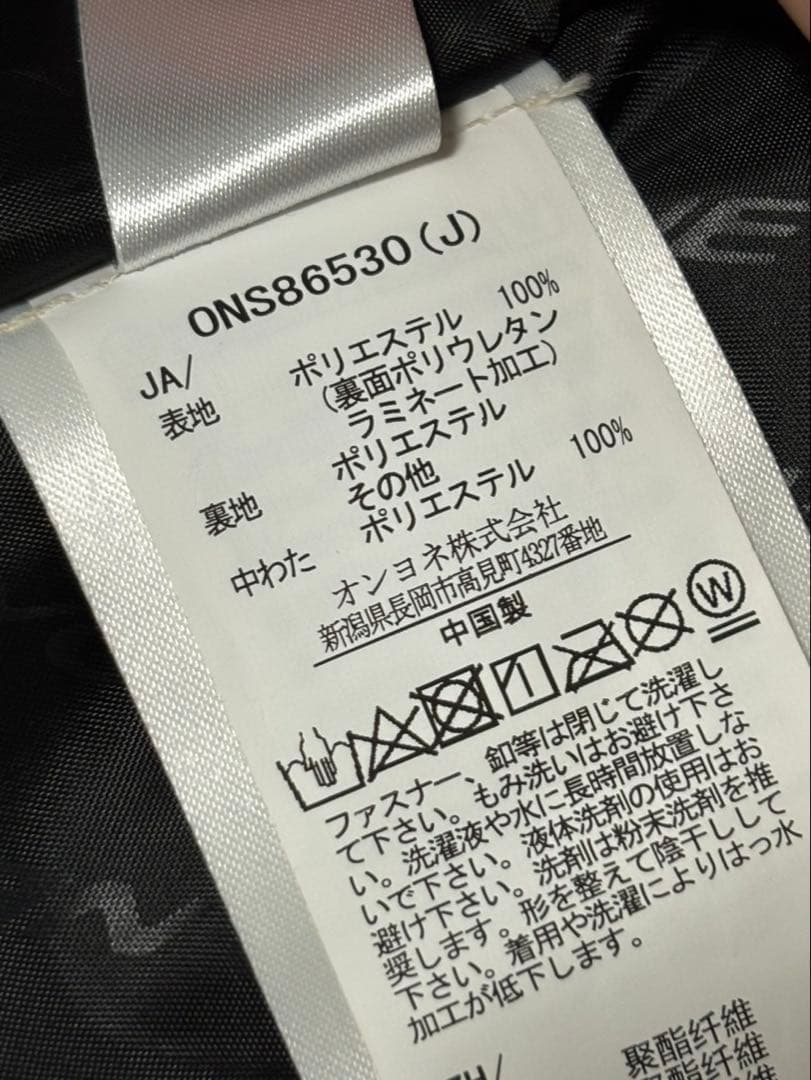 ONS86530(J)
JA/
表地 ポリエステル 100%
(裏面ポリウレタン
ラミネート加工)
裏地 ポリエステル
その他
中わた ポリエステル 100%
オンヨネ株式会社
新潟県長岡市高見町4327番地
中国製
W
ファスナー、釦等は閉じて洗濯し
て下さい。もみ洗いはお避け下さ
い。洗濯液や水に長時間放置しな
いで下さい。液体洗剤の使用はお
避け下さい。洗剤は粉末洗剤を推
奨します。形を整えて陰干しして
下さい。着用や洗濯によりはっ水
加工が低下します。
聚酯纤维
聚酯纤维